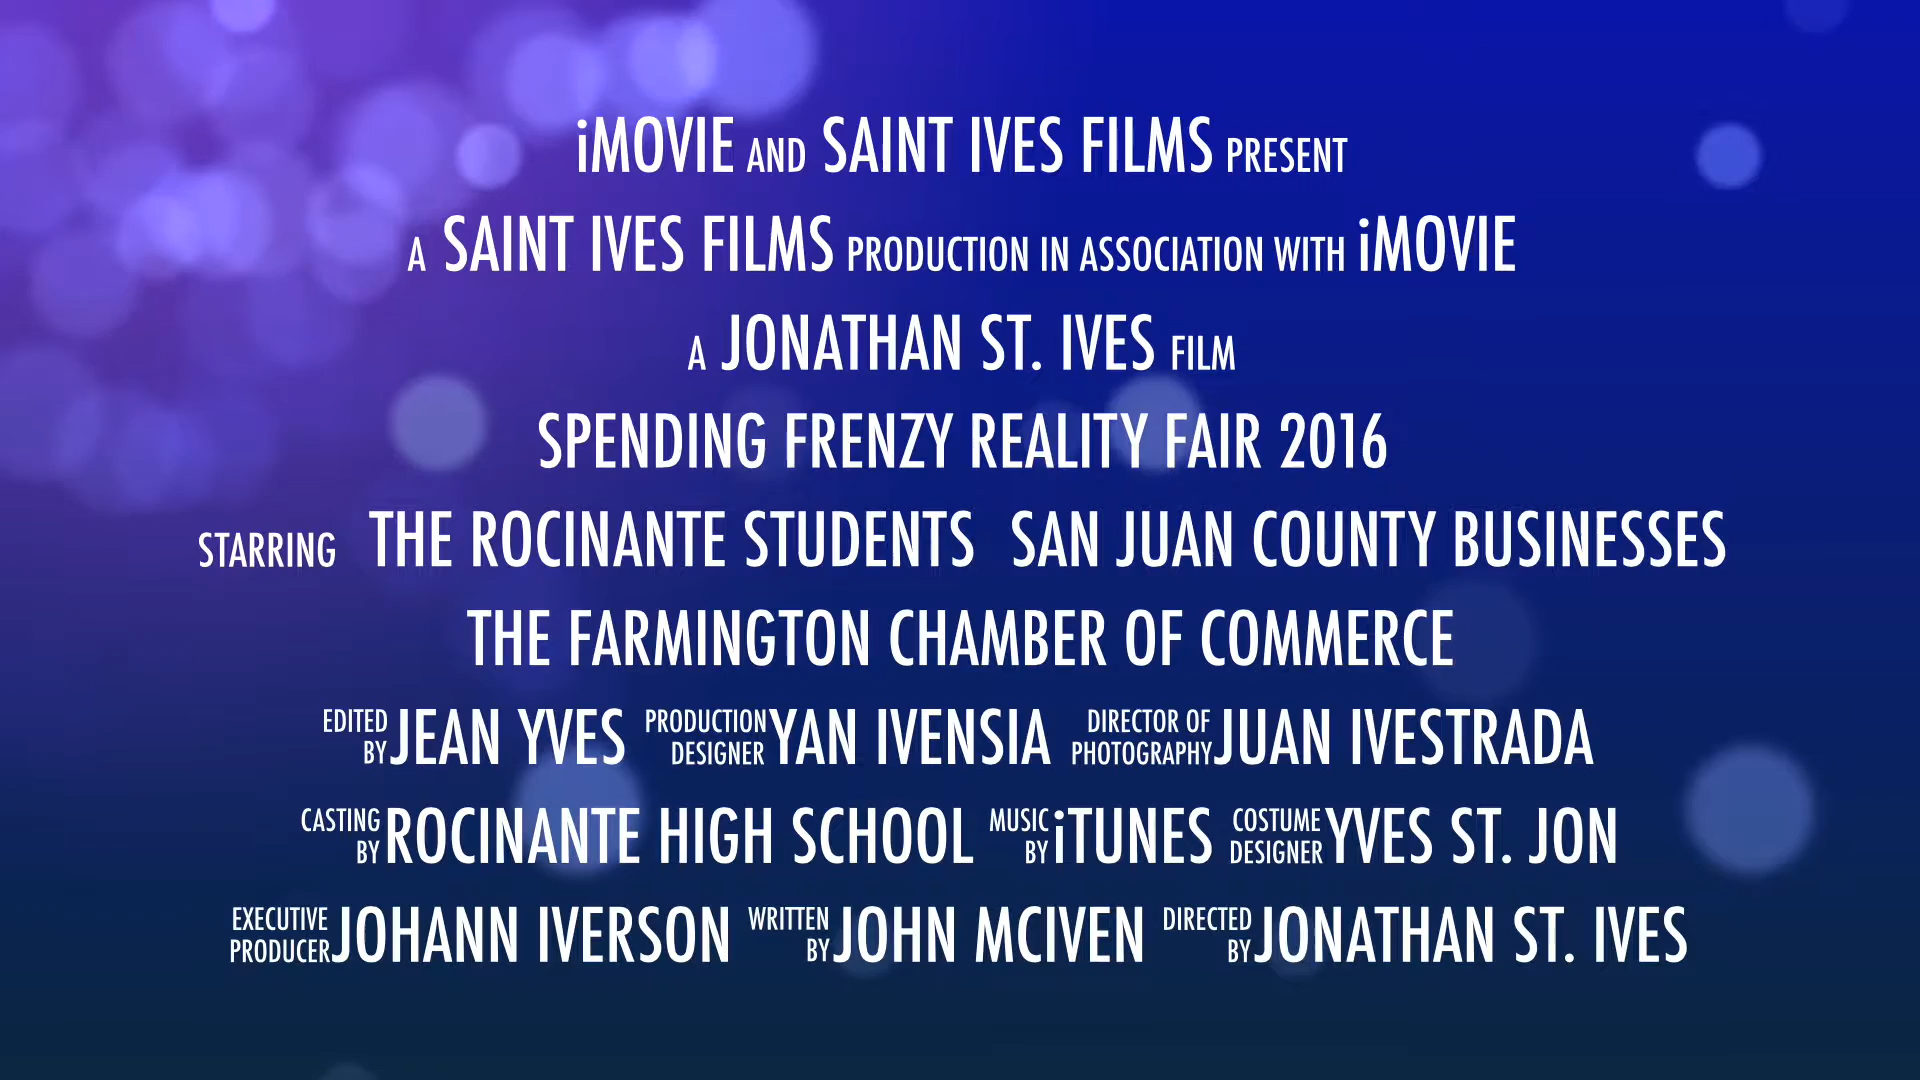 iMOVIE AND SAINT IVES FILMS PRESENT
A SAINT IVES FILMS PRODUCTION IN ASSOCIATION WITH iMOVIE
A JONATHAN ST. IVES FILM
SPENDING FRENZY REALITY FAIR 2016
STARRING THE ROCINANTE STUDENTS SAN JUAN COUNTY BUSINESSES
THE FARMINGTON CHAMBER OF COMMERCE
EDITED BY JEAN YVES PRODUCTION DESIGNER YAN IVENSIA DIRECTOR OF PHOTOGRAPHY JUAN IVESTRADA
CASTING BY ROCINANTE HIGH SCHOOL MUSIC BY iTUNES COSTUME DESIGNER YVES ST. JON
EXECUTIVE PRODUCER JOHANN IVERSON WRITTEN BY JOHN MCIVEN DIRECTED BY JONATHAN ST. IVES